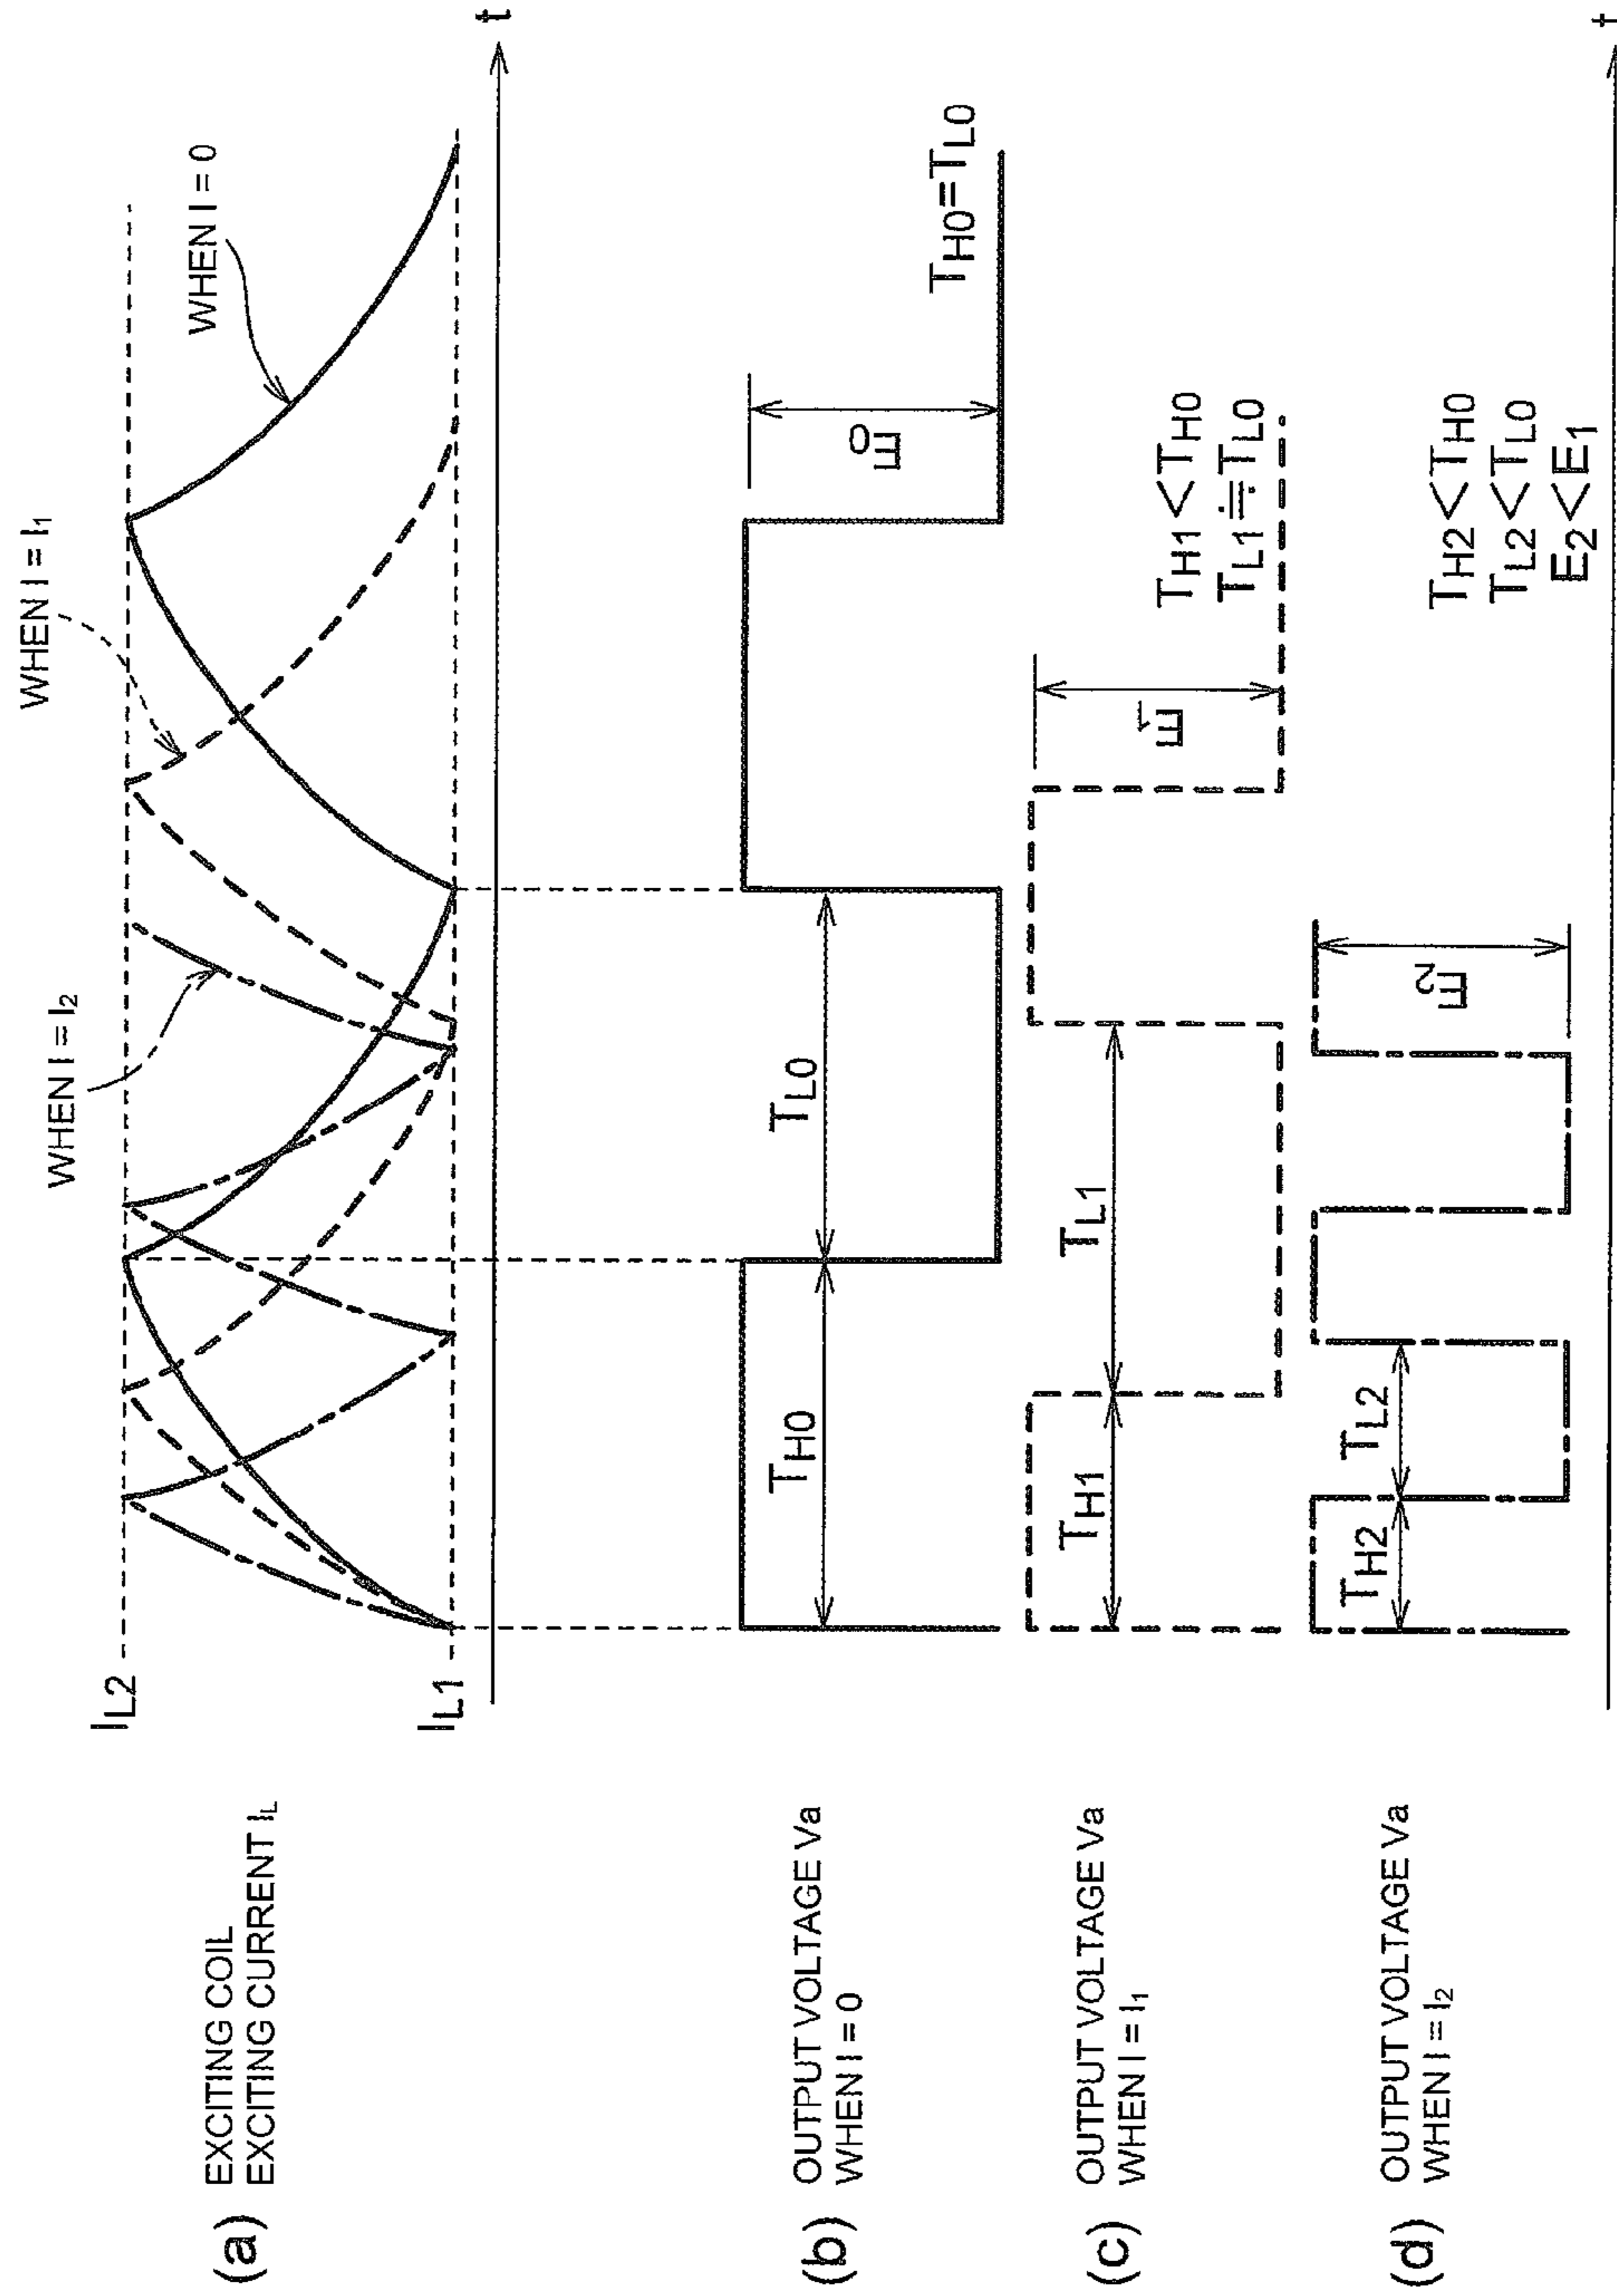 (a) EXCITING COIL
EXCITING CURRENT IL
IL2
IL1
WHEN I = I2
WHEN I = I1
WHEN I = 0
t
(b) OUTPUT VOLTAGE Va
WHEN I = 0
TH0
TL0
E0
TH0=TL0
(c) OUTPUT VOLTAGE Va
WHEN I = I1
TH1
TL1
E1
TH1<TH0
TL1≒TL0
(d) OUTPUT VOLTAGE Va
WHEN I = I2
TH2
TL2
E2
TH2<TH0
TL2<TL0
E2<E1
t